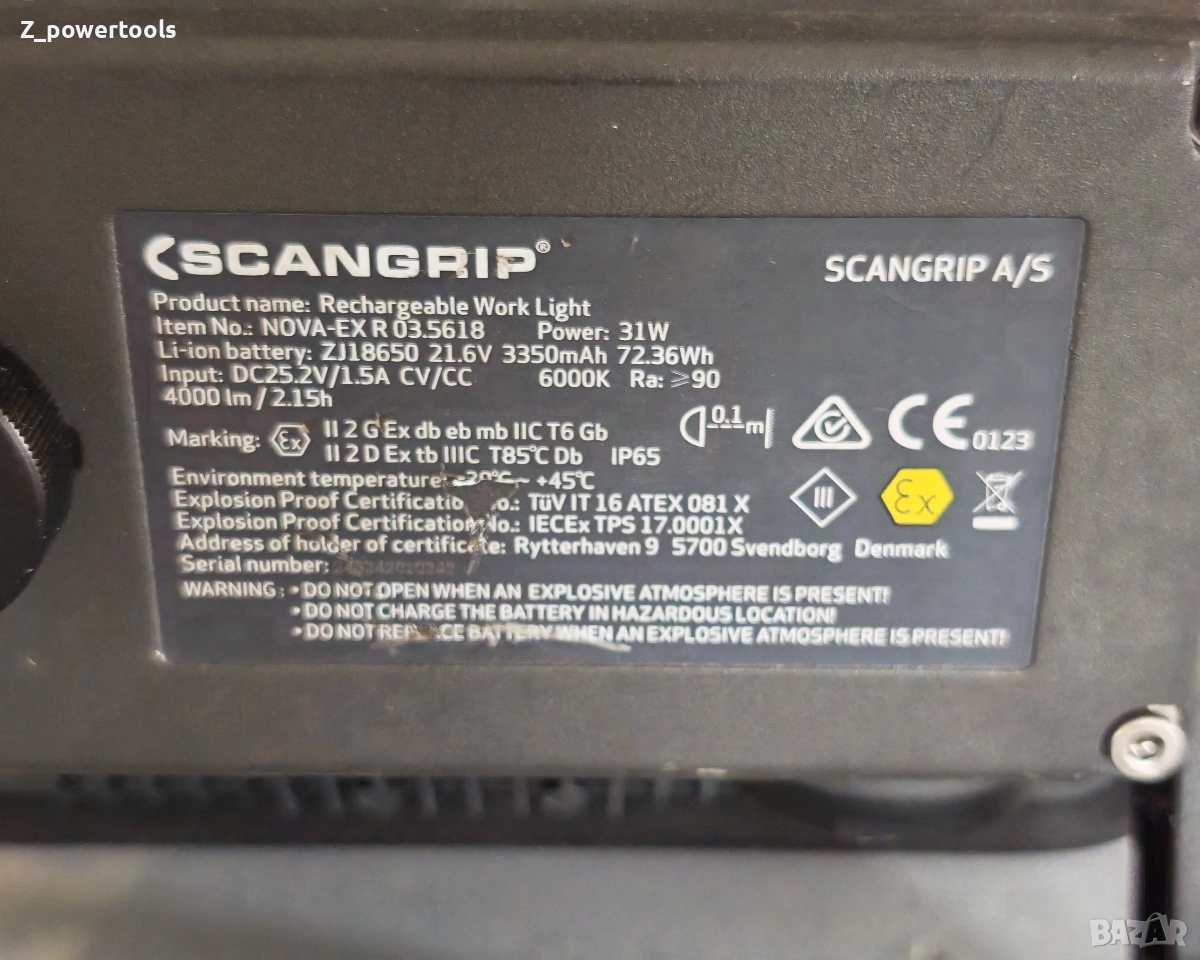 Z_powertools
SCANGRIP®
SCANGRIP A/S
Product name: Rechargeable Work Light
Item No.: NOVA-EX R 03.5618 Power: 31W
Li-ion battery: ZJ18650 21.6V 3350mAh 72.36Wh
Input: DC25.2V/1.5A CV/CC 6000K Ra: ≥90
4000 lm / 2.15h
0.1 m
CE 0123
Marking: Ex II 2 G Ex db eb mb IIC T6 Gb
II 2 D Ex tb IIIC T85°C Db IP65
III
Ex
Environment temperature: +45°C
Explosion Proof Certification No.: TüV IT 16 ATEX 081 X
Explosion Proof Certification No.: IECEx TPS 17.0001X
Address of holder of certificate: Rytterhaven 9 5700 Svendborg Denmark
Serial number:
WARNING: • DO NOT OPEN WHEN AN EXPLOSIVE ATMOSPHERE IS PRESENT!
• DO NOT CHARGE THE BATTERY IN HAZARDOUS LOCATION!
• DO NOT REPLACE BATTERY WHEN AN EXPLOSIVE ATMOSPHERE IS PRESENT!
BAZAR